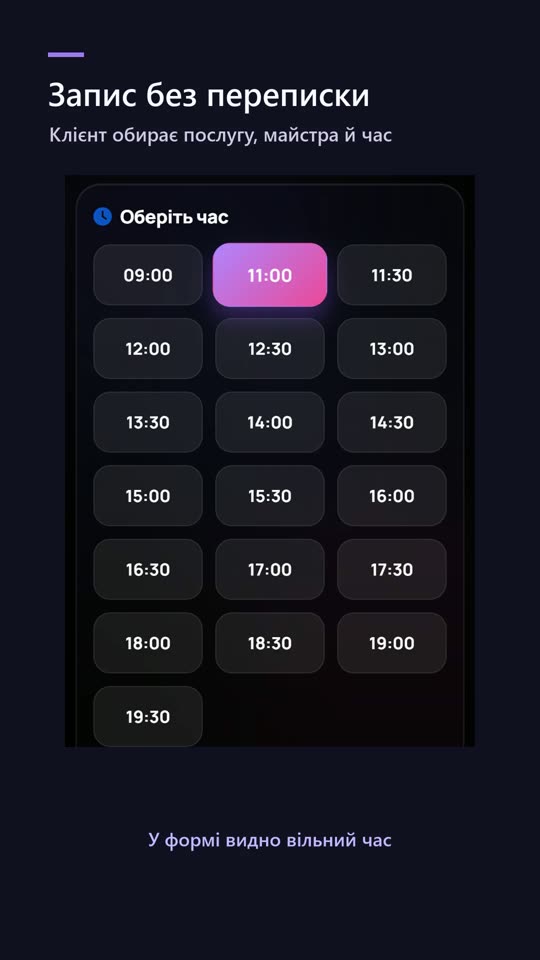 Запис без переписки
Клієнт обирає послугу, майстра й час
Оберіть час
09:00 11:00 11:30
12:00 12:30 13:00
13:30 14:00 14:30
15:00 15:30 16:00
16:30 17:00 17:30
18:00 18:30 19:00
19:30
У формі видно вільний час